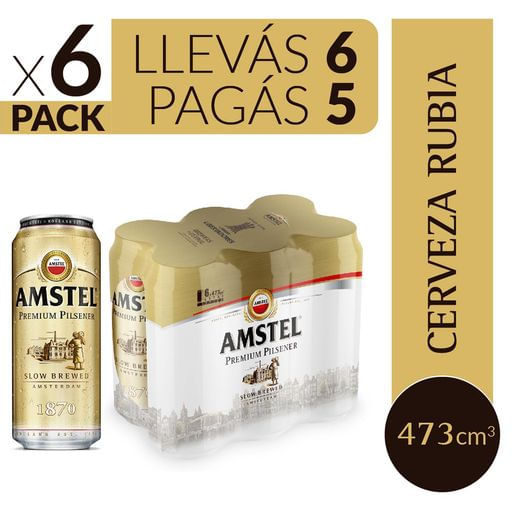 x6
PACK
LLEVÁS 6
PAGÁS 5
CERVEZA RUBIA
473cm³
AMSTEL
PREMIUM PILSENER
SLOW BREWED
AMSTERDAM
1870
6x473
AMSTEL
PREMIUM PILSENER
SLOW BREWED
AMSTERDAM